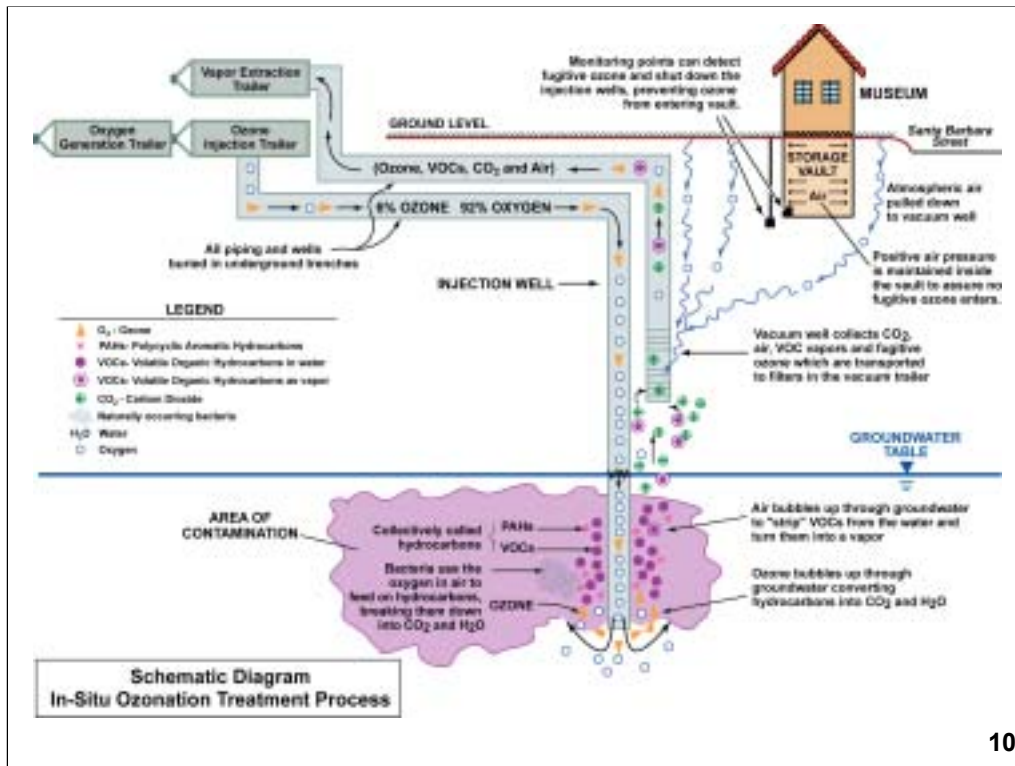 Vapor Extraction
Trailer
Oxygen
Generation Trailer
Ozone
Injection Trailer
Monitoring points can detect
fugitive ozone and shut down the
injection wells, preventing ozone
from entering vault.
MUSEUM
GROUND LEVEL
Santa Barbara
Street
STORAGE
VAULT
Air
(Ozone, VOCs, CO2 and Air)
8% OZONE 92% OXYGEN
Atmospheric air
pulled down
to vacuum well
All piping and wells
buried in underground trenches
INJECTION WELL
Positive air pressure
is maintained inside
the vault to assure no
fugitive ozone enters.
LEGEND
O3 - Ozone
PAHs- Polycyclic Aromatic Hydrocarbons
VOCs- Volatile Organic Hydrocarbons in water
VOCs- Volatile Organic Hydrocarbons as vapor
CO2 - Carbon Dioxide
Naturally occurring bacteria
H2O Water
Oxygen
Vacuum well collects CO2,
air, VOC vapors and fugitive
ozone which are transported
to filters in the vacuum trailer
GROUNDWATER
TABLE
AREA OF
CONTAMINATION
Collectively called
hydrocarbons
PAHs
VOCs
Air bubbles up through groundwater
to "strip" VOCs from the water and
turn them into a vapor
Bacteria use the
oxygen in air to
feed on hydrocarbons,
breaking them down
into CO2 and H2O
OZONE
Ozone bubbles up through
groundwater converting
hydrocarbons into CO2 and H2O
Schematic Diagram
In-Situ Ozonation Treatment Process
10